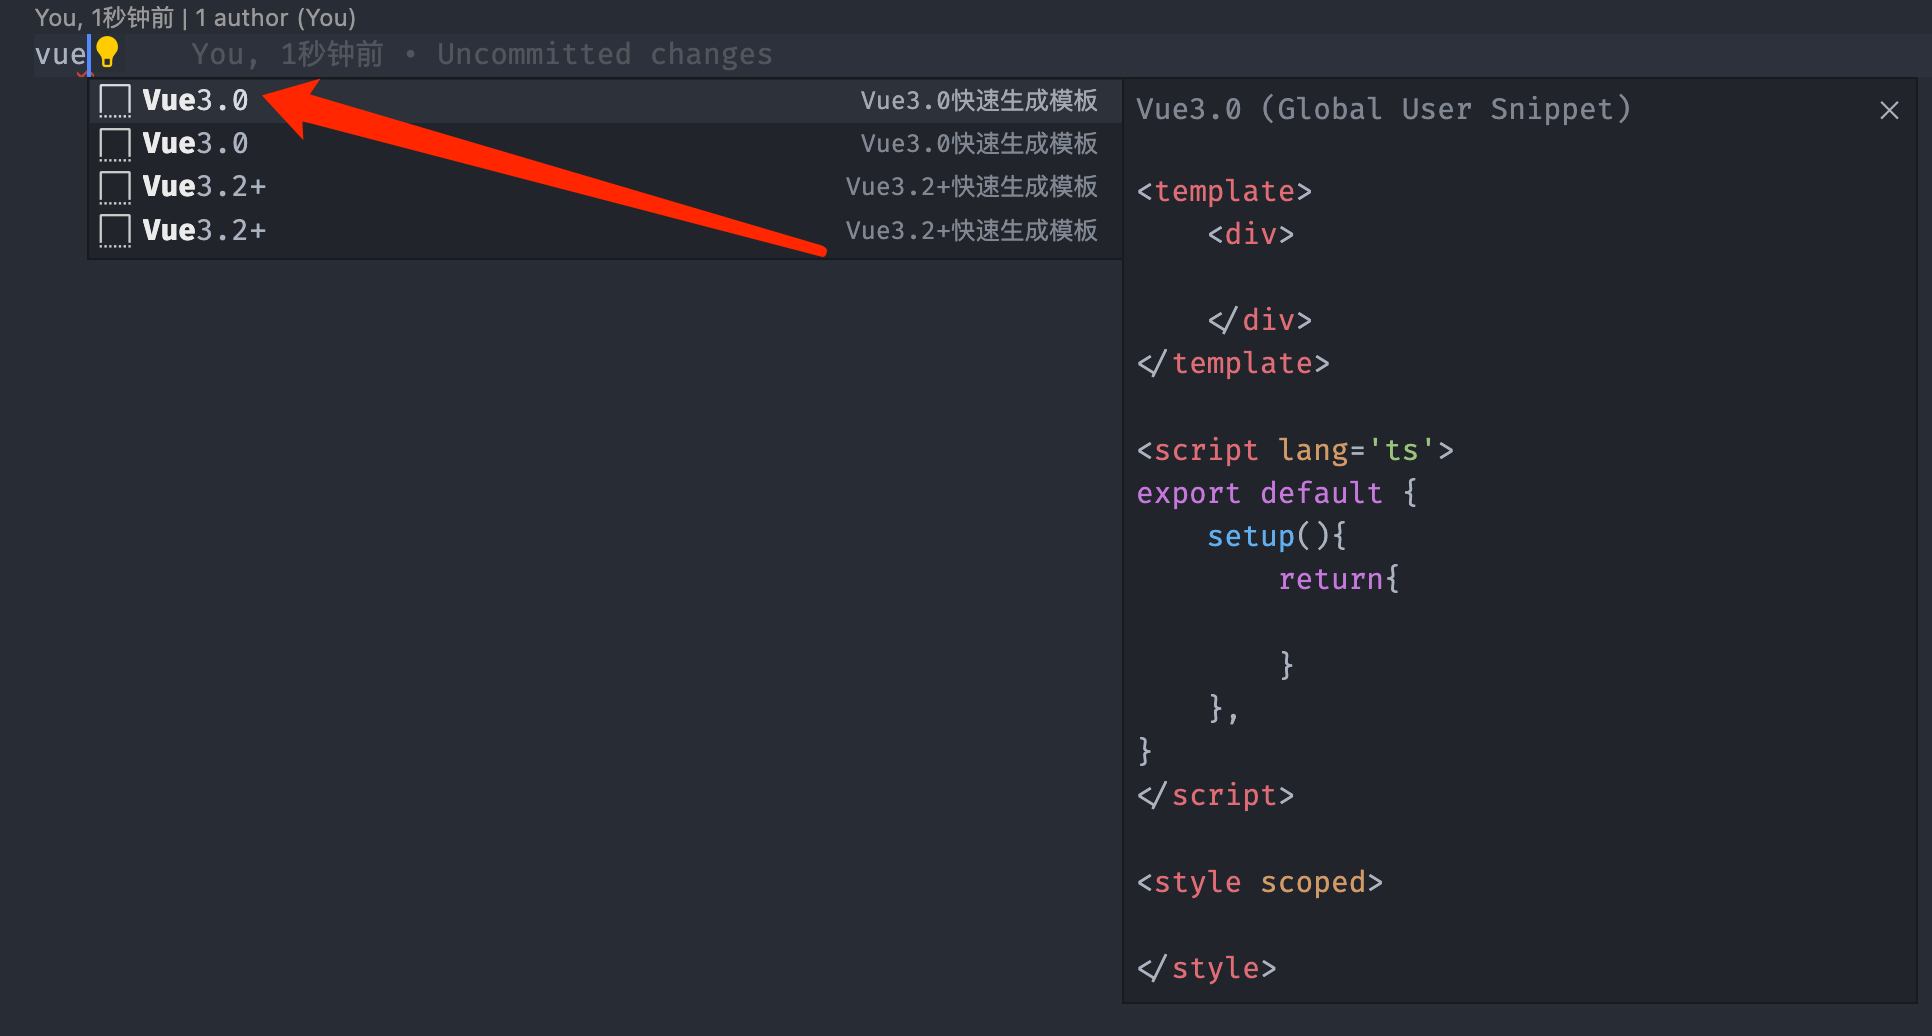 You, 1秒钟前 | 1 author (You)
vue You, 1秒钟前 • Uncommitted changes
Vue3.0 Vue3.0快速生成模板
Vue3.0 Vue3.0快速生成模板
Vue3.2+ Vue3.2+快速生成模板
Vue3.2+ Vue3.2+快速生成模板
Vue3.0 (Global User Snippet)
<template>
<div>
</div>
</template>
<script lang='ts'>
export default {
setup(){
return{
}
},
}
</script>
<style scoped>
</style>